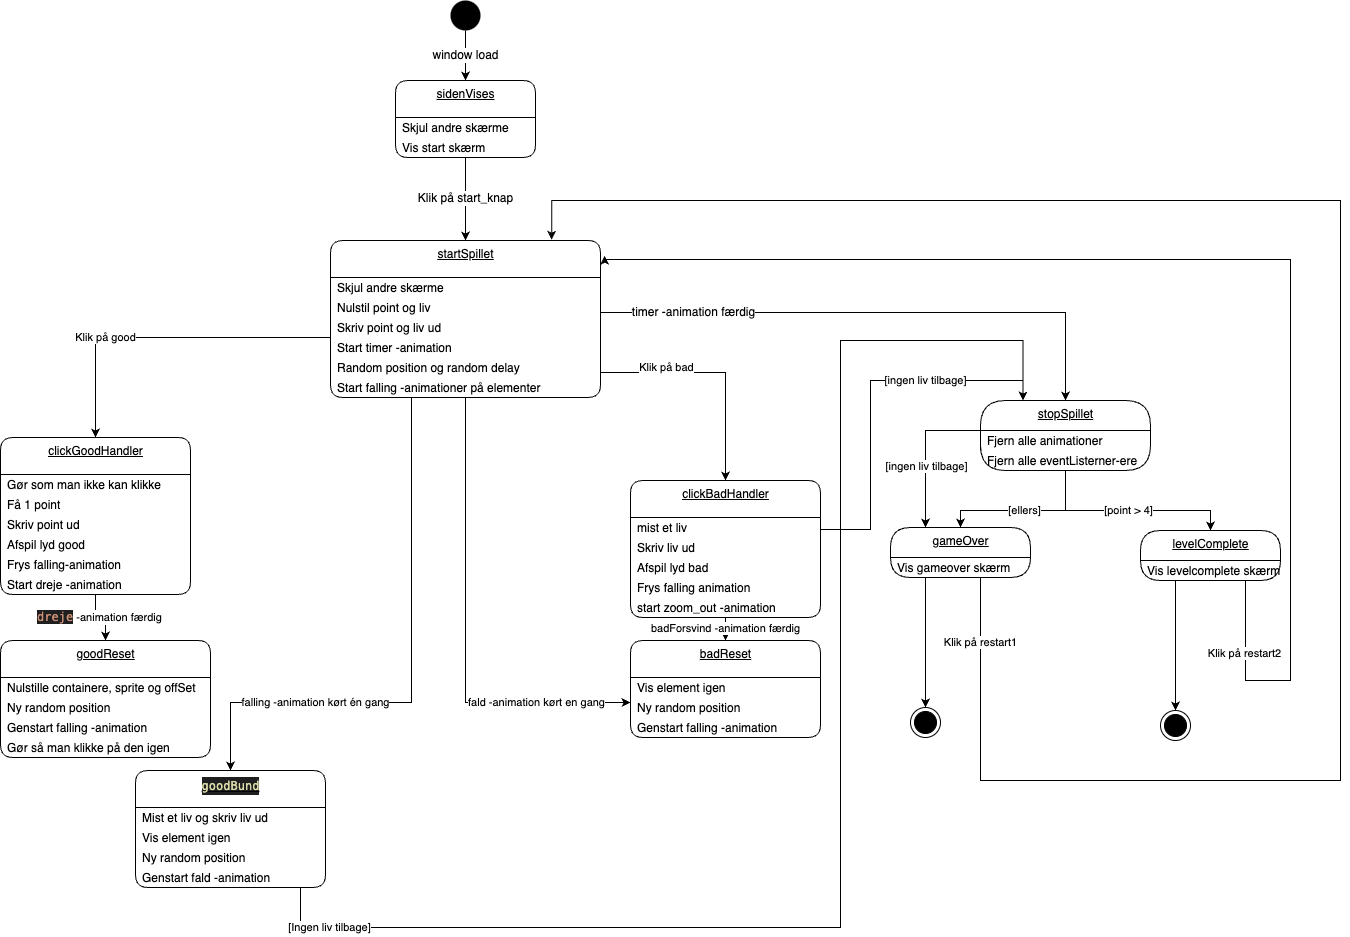 window load
sidenVises
Skjul andre skærme
Vis start skærm
Klik på start_knap
startSpillet
Skjul andre skærme
Nulstil point og liv
Skriv point og liv ud
Start timer -animation
Random position og random delay
Start falling -animationer på elementer
timer -animation færdig
Klik på good
Klik på bad
[ingen liv tilbage]
stopSpillet
Fjern alle animationer
Fjern alle eventListerner-ere
clickGoodHandler
Gør som man ikke kan klikke
Få 1 point
Skriv point ud
Afspil lyd good
Frys falling-animation
Start dreje -animation
[ingen liv tilbage]
clickBadHandler
mist et liv
Skriv liv ud
Afspil lyd bad
Frys falling animation
start zoom_out -animation
[ellers]
[point > 4]
gameOver
Vis gameover skærm
levelComplete
Vis levelcomplete skærm
dreje -animation færdig
badForsvind -animation færdig
Klik på restart1
Klik på restart2
goodReset
Nulstille containere, sprite og offSet
Ny random position
Genstart falling -animation
Gør så man klikke på den igen
badReset
Vis element igen
Ny random position
Genstart falling -animation
falling -animation kørt én gang
fald -animation kørt en gang
goodBund
Mist et liv og skriv liv ud
Vis element igen
Ny random position
Genstart fald -animation
[Ingen liv tilbage]